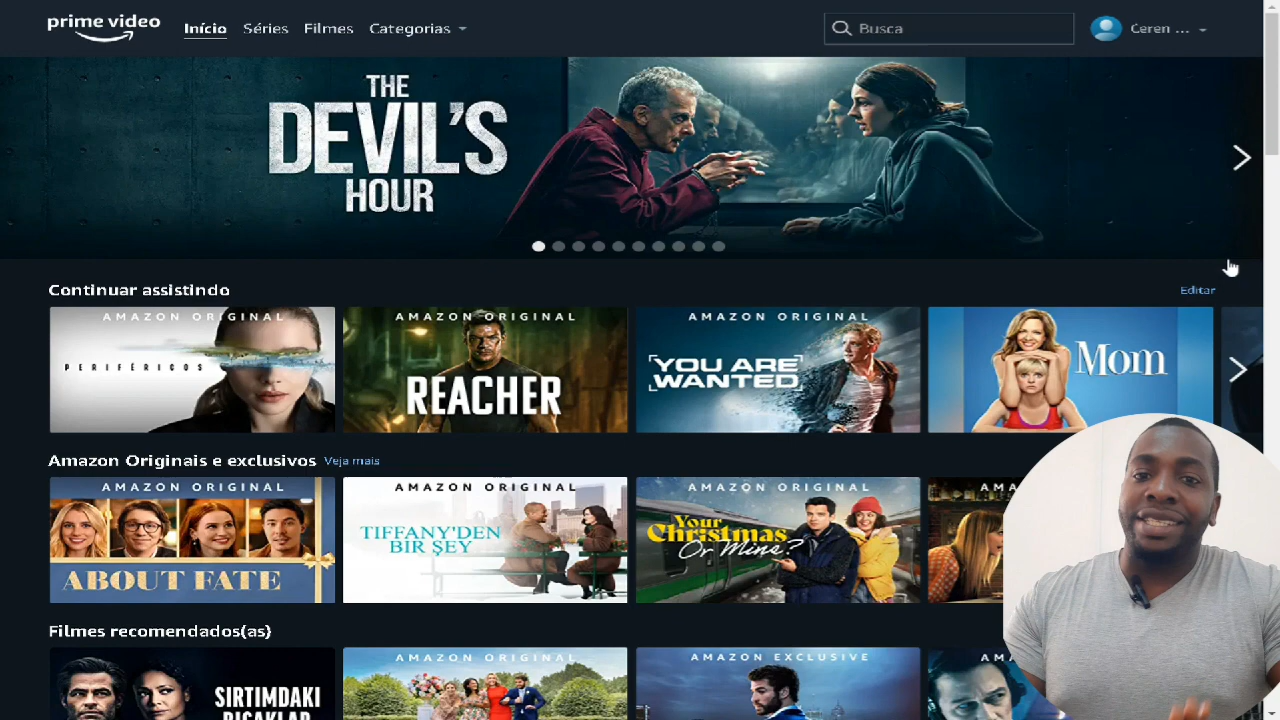 prime video
Início Séries Filmes Categorias
Busca
Ceren ...
THE
DEVIL'S
HOUR
Continuar assistindo
Editar
AMAZON ORIGINAL
PERIFÉRICOS
AMAZON ORIGINAL
REACHER
AMAZON ORIGINAL
YOU ARE
WANTED
Mom
Amazon Originais e exclusivos Veja mais
AMAZON ORIGINAL
ABOUT FATE
AMAZON ORIGINAL
TIFFANY'DEN
BİR ŞEY
AMAZON ORIGINAL
Your
Christmas
Or Mine?
Filmes recomendados(as)
SIRTIMDAKI
BIÇAKLAR
AMAZON ORIGINAL
AMAZON EXCLUSIVE